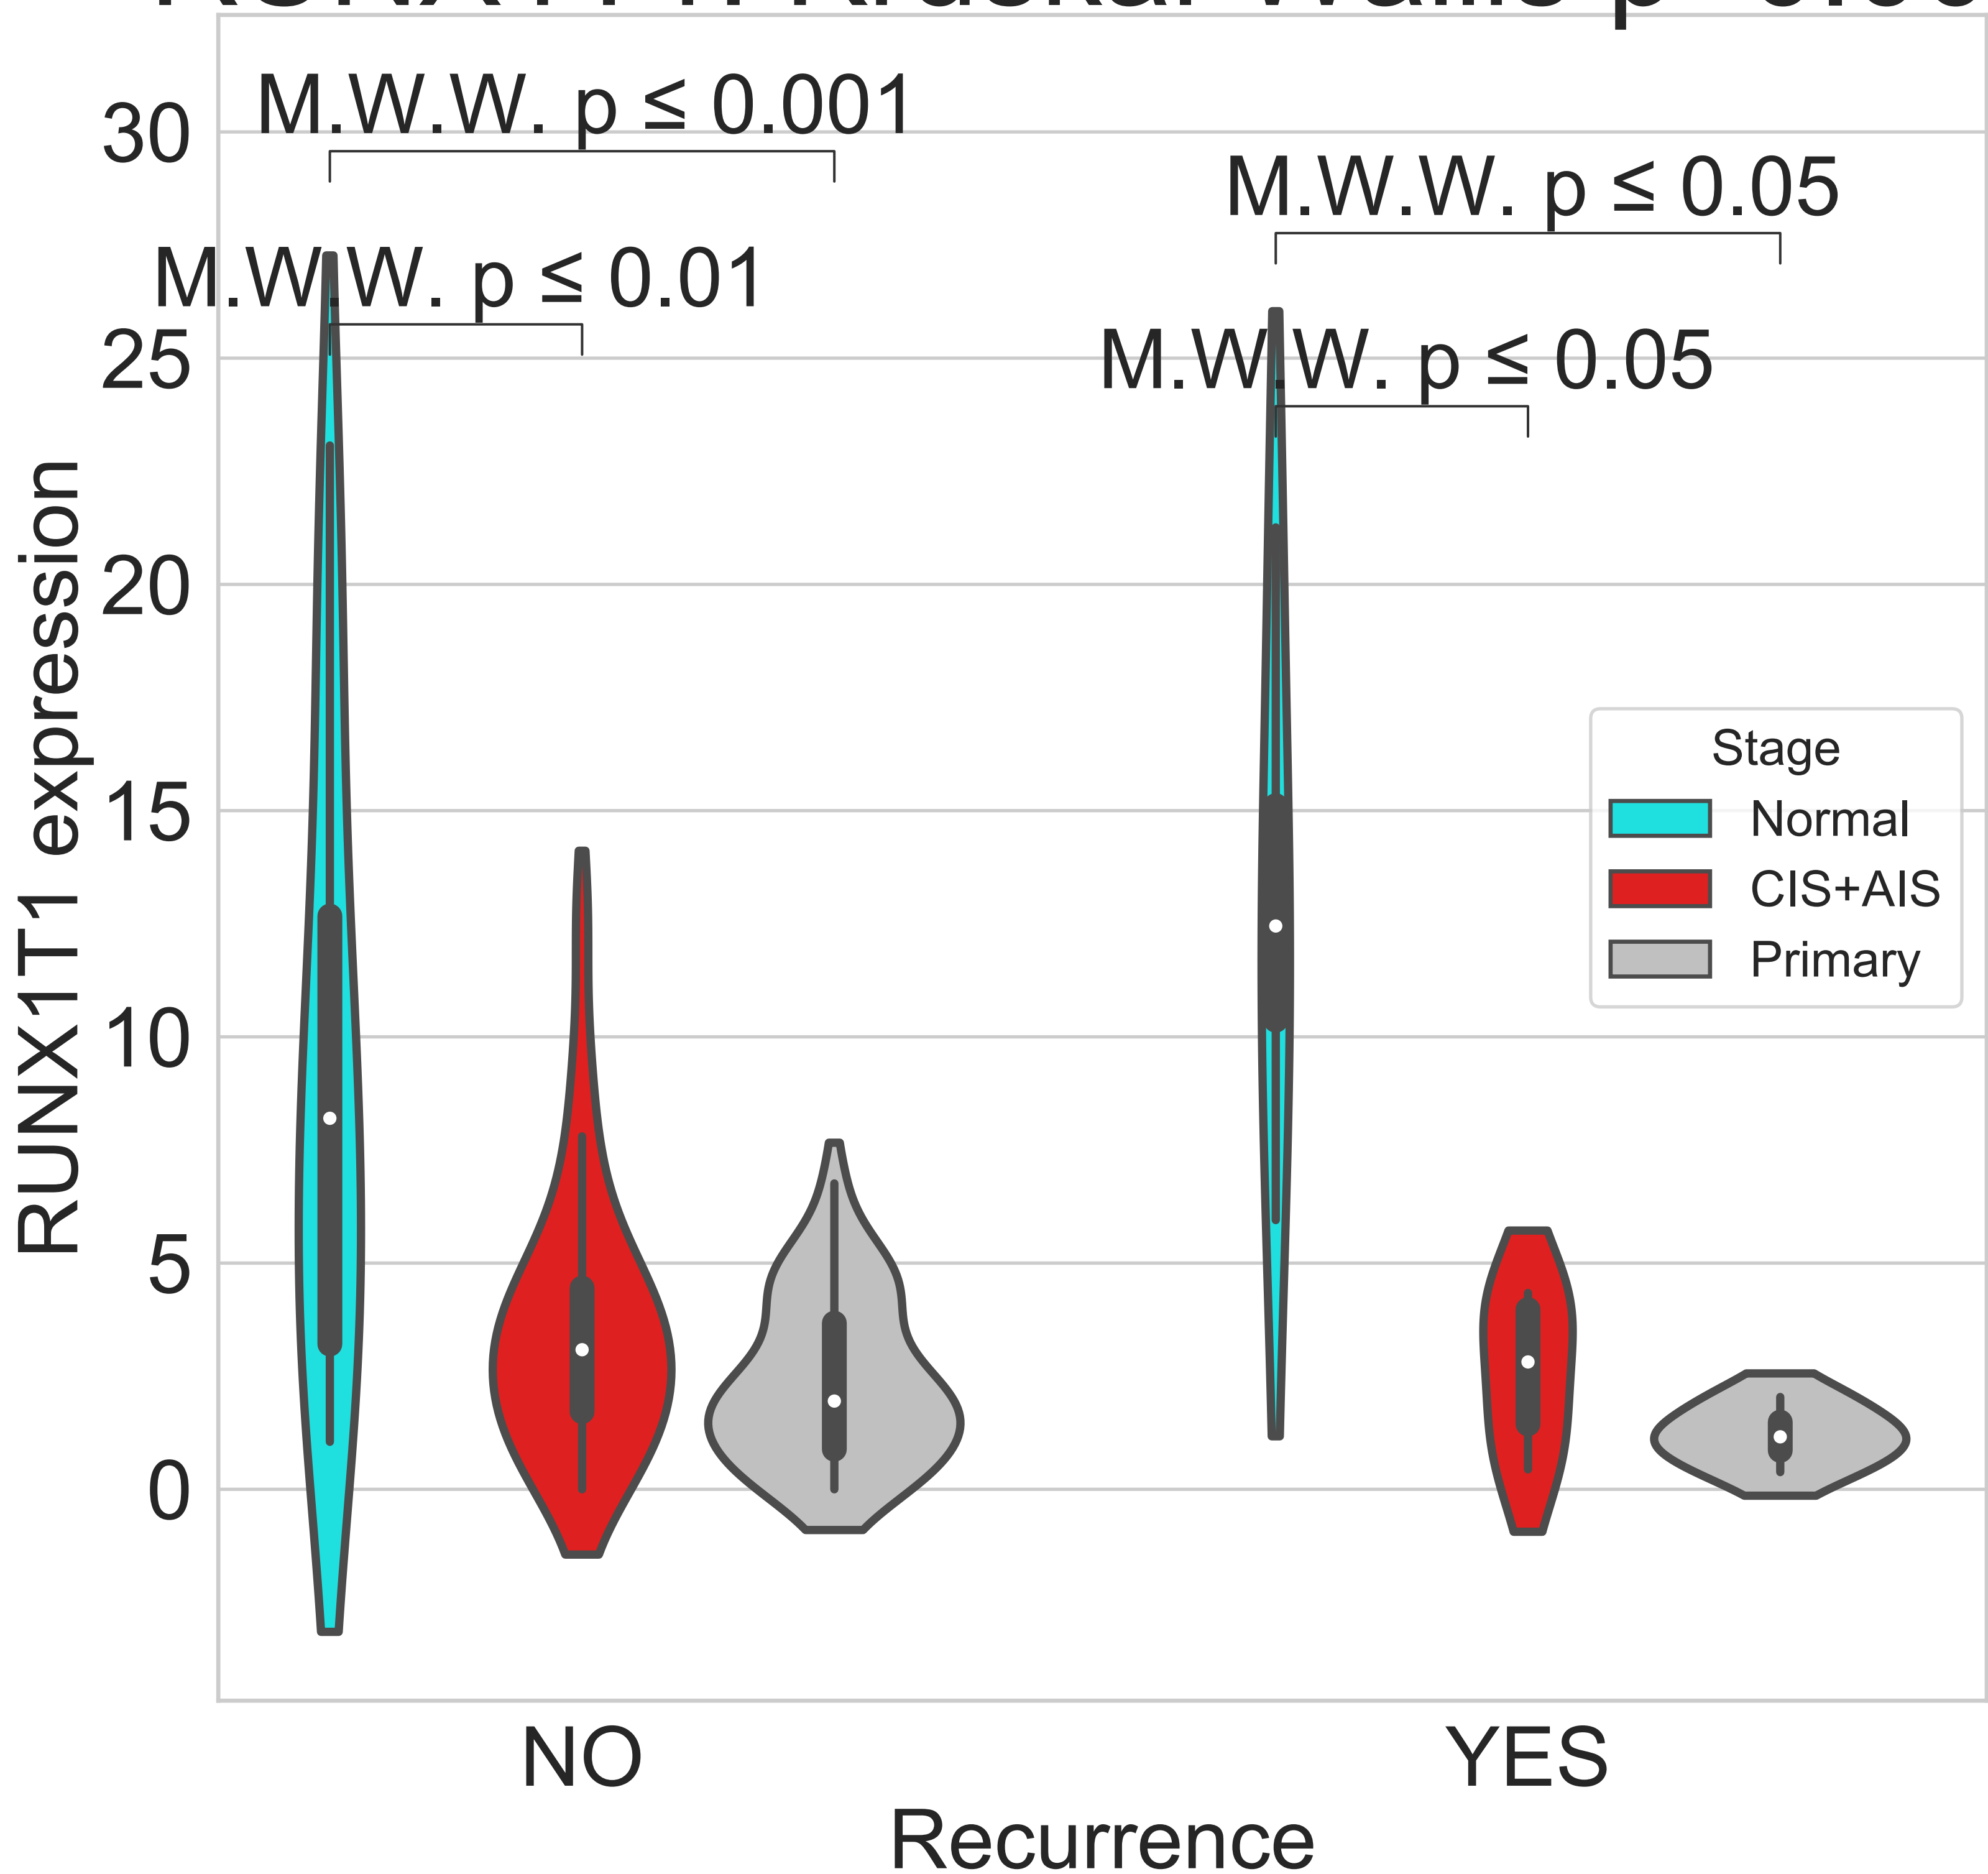 M.W.W. p ≤ 0.001
M.W.W. p ≤ 0.05
M.W.W. p ≤ 0.01
M.W.W. p ≤ 0.05
30
25
20
15
10
5
0
RUNX1T1 expression
Stage
Normal
CIS+AIS
Primary
NO
YES
Recurrence